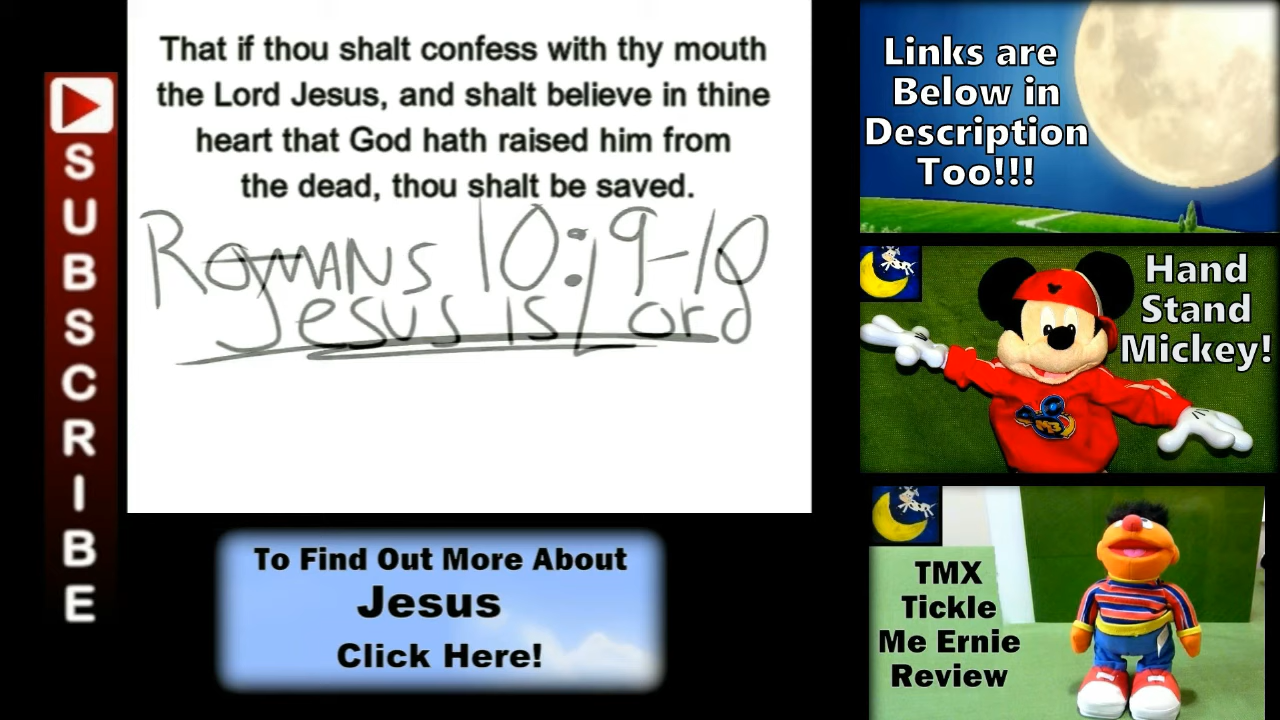 SUBSCRIBE
That if thou shalt confess with thy mouth
the Lord Jesus, and shalt believe in thine
heart that God hath raised him from
the dead, thou shalt be saved.
Romans 10:9-10
Jesus is Lord
To Find Out More About
Jesus
Click Here!
Links are
Below in
Description
Too!!!
Hand
Stand
Mickey!
TMX
Tickle
Me Ernie
Review